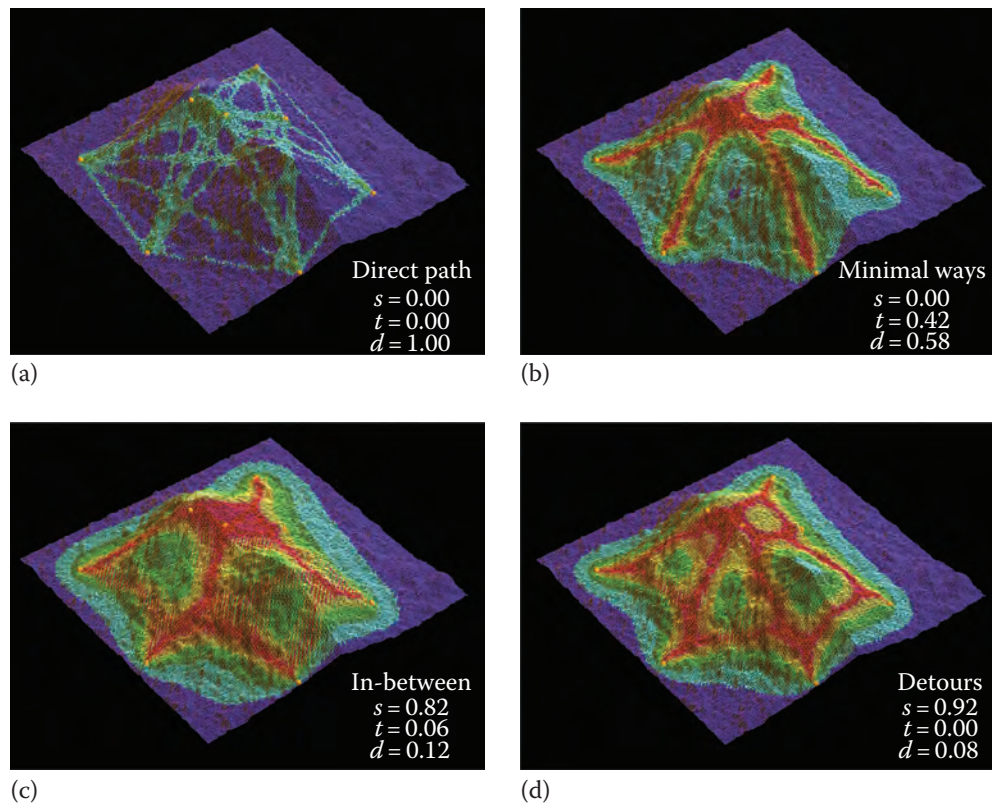 Direct path
s = 0.00
t = 0.00
d = 1.00
(a)
Minimal ways
s = 0.00
t = 0.42
d = 0.58
(b)
In-between
s = 0.82
t = 0.06
d = 0.12
(c)
Detours
s = 0.92
t = 0.00
d = 0.08
(d)